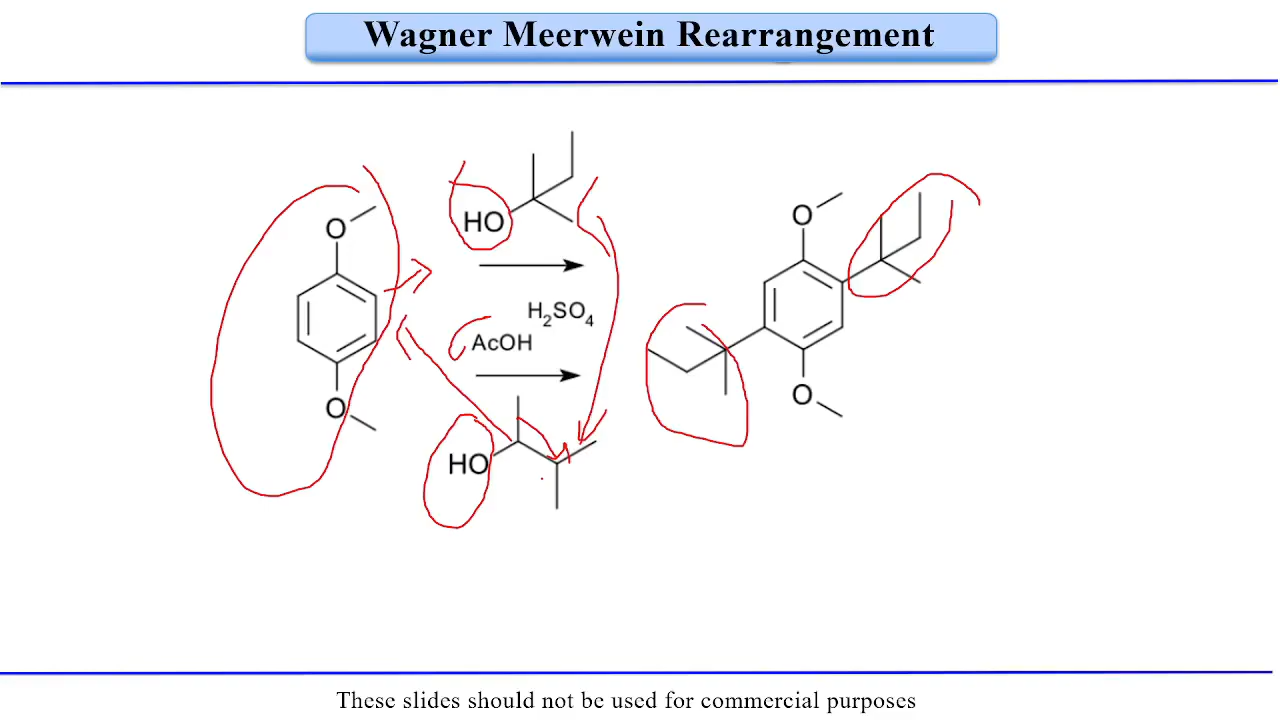 Wagner Meerwein Rearrangement
HO
O
O
H2SO4
AcOH
O
O
HO
These slides should not be used for commercial purposes